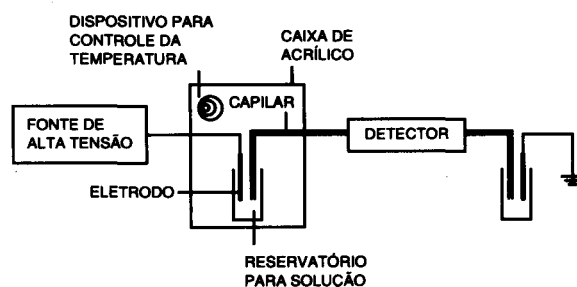 DISPOSITIVO PARA
CONTROLE DA
TEMPERATURA
CAIXA DE
ACRÍLICO
CAPILAR
FONTE DE
ALTA TENSÃO
DETECTOR
ELETRODO
RESERVATÓRIO
PARA SOLUÇÃO